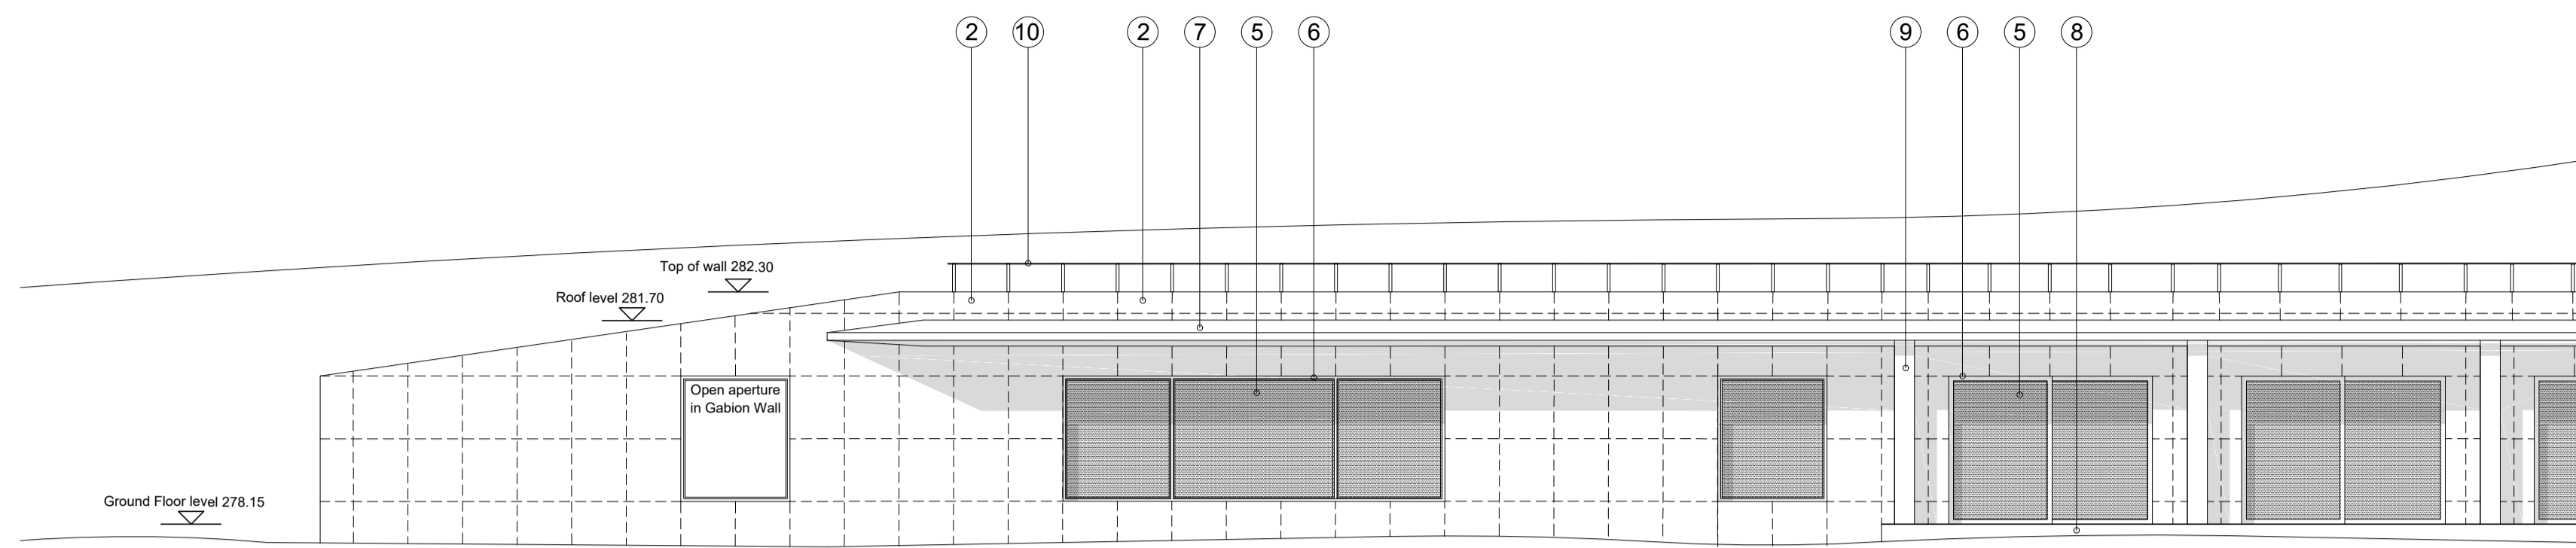 2 10 2 7 5 6 9 6 5 8
Top of wall 282.30
Roof level 281.70
Open aperture
in Gabion Wall
Ground Floor level 278.15